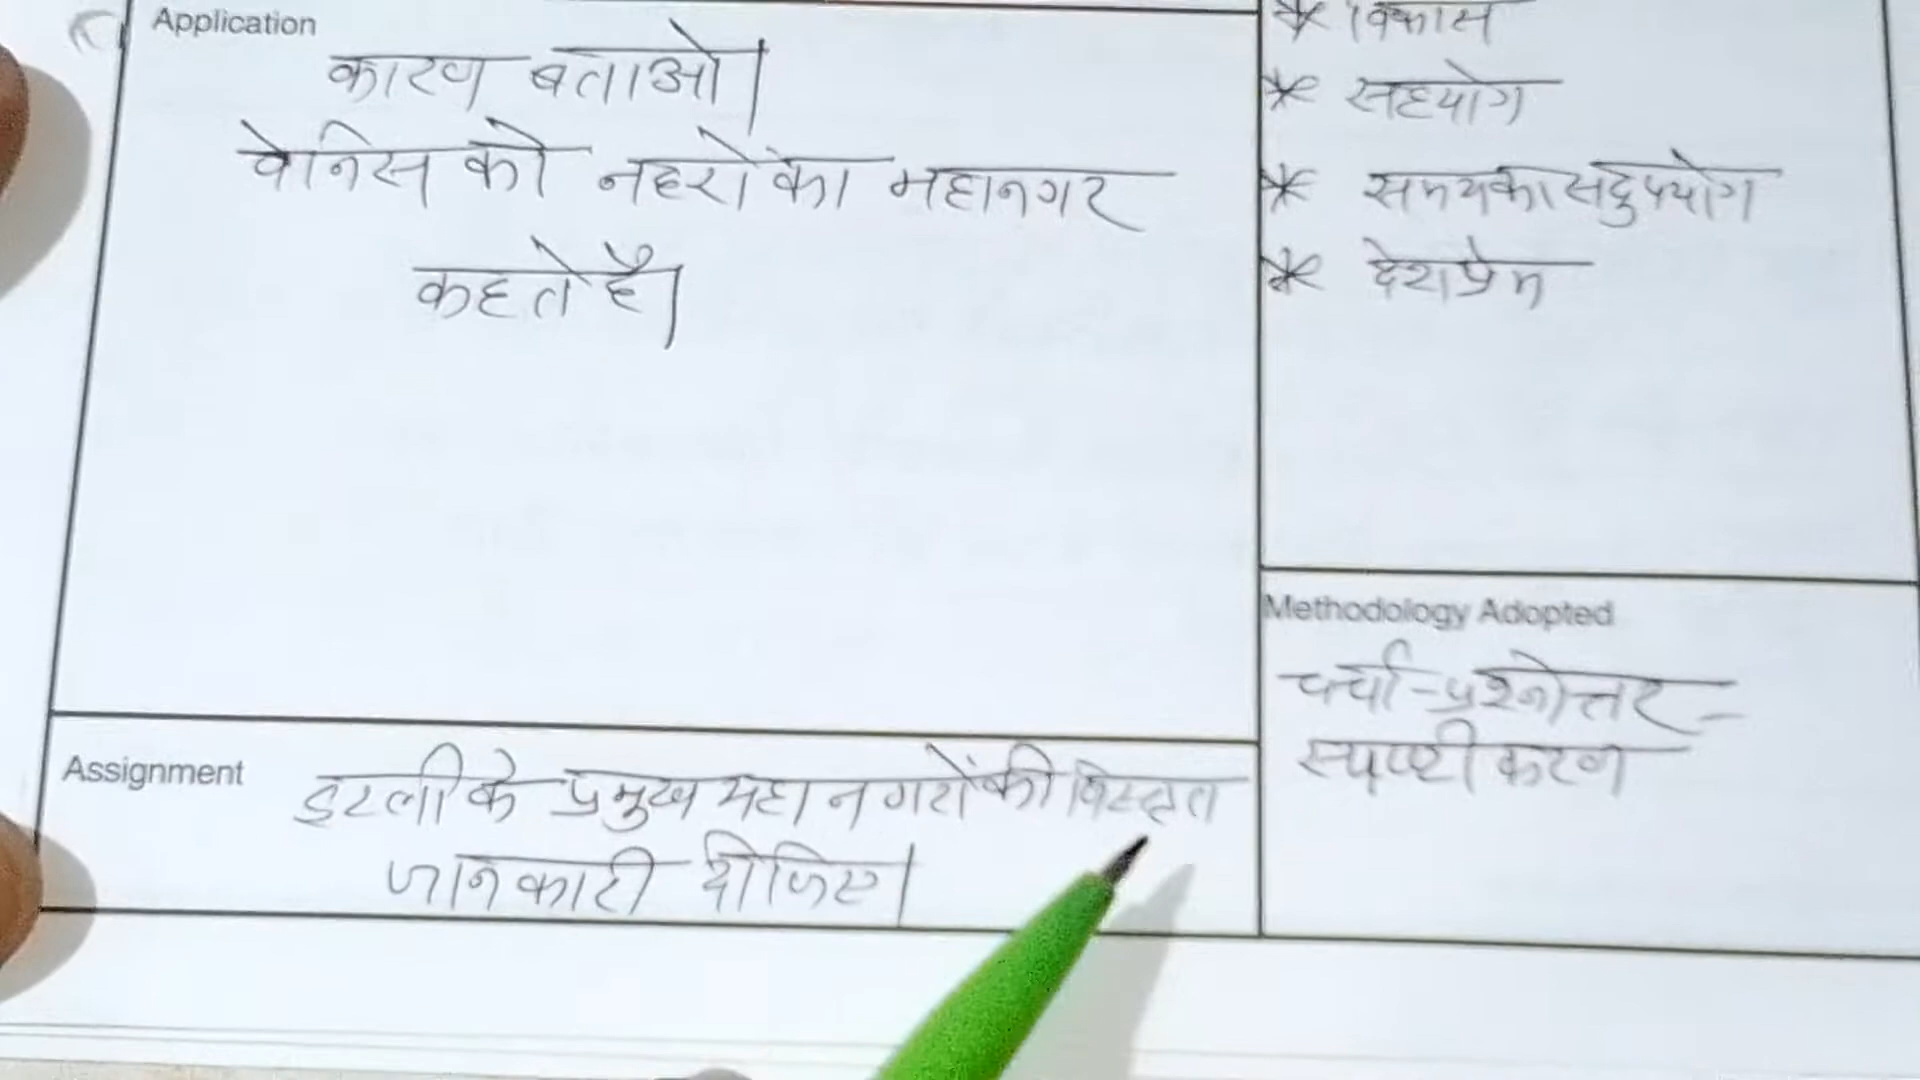 Application
कारण बताओ।
वेनिस को नहरों का महानगर
कहते है।
* विकास
* सहयोग
* समयका सदुपयोग
* देशप्रेम
Methodology Adopted
चर्चा-प्रश्नोत्तर-
स्पष्टीकरण
Assignment
इटली के प्रमुख महानगरों की विस्तृत
जानकारी दीजिए।